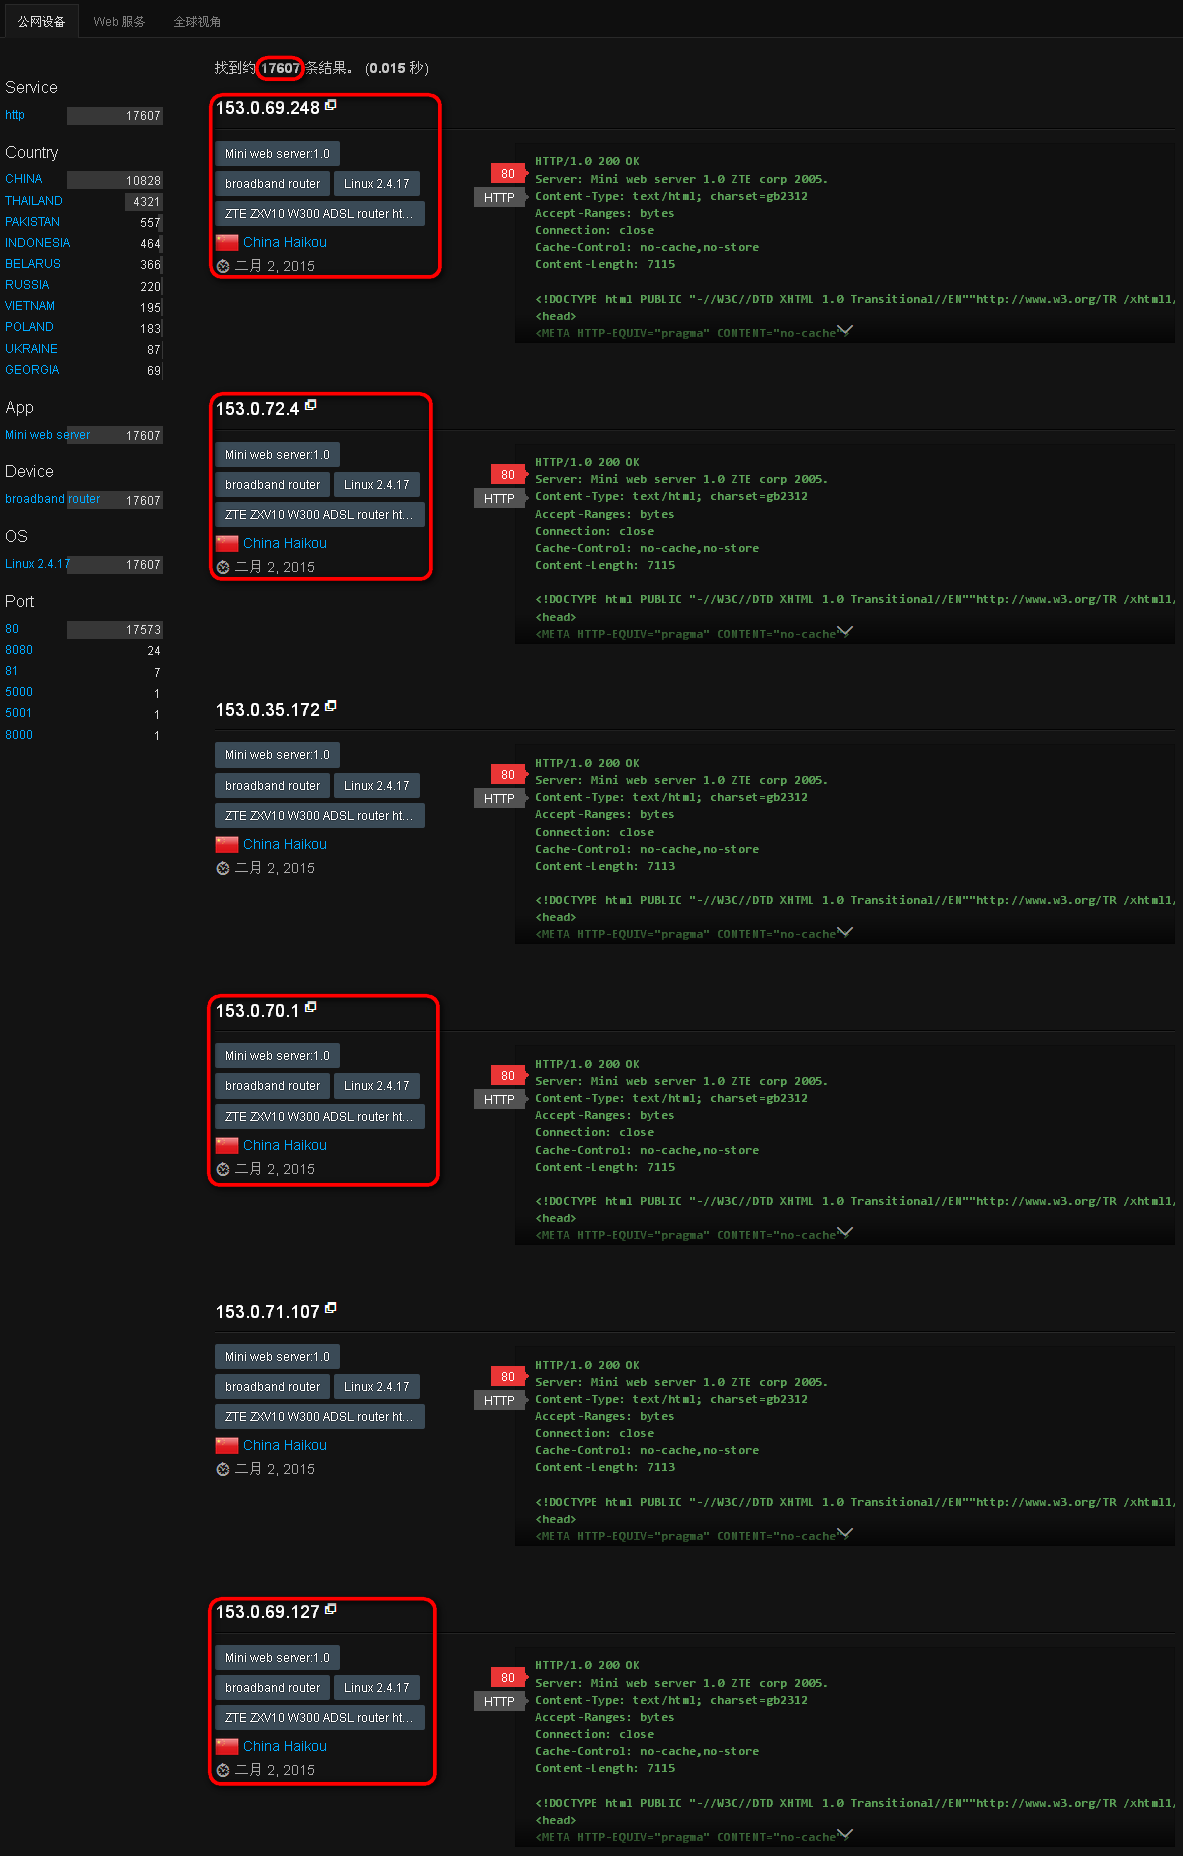 公网设备 Web 服务 全球视角
找到约 17607 条结果。 (0.015 秒)
Service
http 17607
Country
CHINA 10828
THAILAND 4321
PAKISTAN 557
INDONESIA 464
BELARUS 366
RUSSIA 220
VIETNAM 195
POLAND 183
UKRAINE 87
GEORGIA 69
App
Mini web server 17607
Device
broadband router 17607
OS
Linux 2.4.17 17607
Port
80 17573
8080 24
81 7
5000 1
5001 1
8000 1
153.0.69.248
Mini web server:1.0
broadband router Linux 2.4.17
ZTE ZXV10 W300 ADSL router ht...
China Haikou
二月 2, 2015
80
HTTP
HTTP/1.0 200 OK
Server: Mini web server 1.0 ZTE corp 2005.
Content-Type: text/html; charset=gb2312
Accept-Ranges: bytes
Connection: close
Cache-Control: no-cache,no-store
Content-Length: 7115
<!DOCTYPE html PUBLIC "-//W3C//DTD XHTML 1.0 Transitional//EN""http://www.w3.org/TR /xhtml1/
<head>
<META HTTP-EQUIV="pragma" CONTENT="no-cache">
153.0.72.4
Mini web server:1.0
broadband router Linux 2.4.17
ZTE ZXV10 W300 ADSL router ht...
China Haikou
二月 2, 2015
80
HTTP
HTTP/1.0 200 OK
Server: Mini web server 1.0 ZTE corp 2005.
Content-Type: text/html; charset=gb2312
Accept-Ranges: bytes
Connection: close
Cache-Control: no-cache,no-store
Content-Length: 7115
<!DOCTYPE html PUBLIC "-//W3C//DTD XHTML 1.0 Transitional//EN""http://www.w3.org/TR /xhtml1/
<head>
<META HTTP-EQUIV="pragma" CONTENT="no-cache">
153.0.35.172
Mini web server:1.0
broadband router Linux 2.4.17
ZTE ZXV10 W300 ADSL router ht...
China Haikou
二月 2, 2015
80
HTTP
HTTP/1.0 200 OK
Server: Mini web server 1.0 ZTE corp 2005.
Content-Type: text/html; charset=gb2312
Accept-Ranges: bytes
Connection: close
Cache-Control: no-cache,no-store
Content-Length: 7113
<!DOCTYPE html PUBLIC "-//W3C//DTD XHTML 1.0 Transitional//EN""http://www.w3.org/TR /xhtml1/
<head>
<META HTTP-EQUIV="pragma" CONTENT="no-cache">
153.0.70.1
Mini web server:1.0
broadband router Linux 2.4.17
ZTE ZXV10 W300 ADSL router ht...
China Haikou
二月 2, 2015
80
HTTP
HTTP/1.0 200 OK
Server: Mini web server 1.0 ZTE corp 2005.
Content-Type: text/html; charset=gb2312
Accept-Ranges: bytes
Connection: close
Cache-Control: no-cache,no-store
Content-Length: 7115
<!DOCTYPE html PUBLIC "-//W3C//DTD XHTML 1.0 Transitional//EN""http://www.w3.org/TR /xhtml1/
<head>
<META HTTP-EQUIV="pragma" CONTENT="no-cache">
153.0.71.107
Mini web server:1.0
broadband router Linux 2.4.17
ZTE ZXV10 W300 ADSL router ht...
China Haikou
二月 2, 2015
80
HTTP
HTTP/1.0 200 OK
Server: Mini web server 1.0 ZTE corp 2005.
Content-Type: text/html; charset=gb2312
Accept-Ranges: bytes
Connection: close
Cache-Control: no-cache,no-store
Content-Length: 7113
<!DOCTYPE html PUBLIC "-//W3C//DTD XHTML 1.0 Transitional//EN""http://www.w3.org/TR /xhtml1/
<head>
<META HTTP-EQUIV="pragma" CONTENT="no-cache">
153.0.69.127
Mini web server:1.0
broadband router Linux 2.4.17
ZTE ZXV10 W300 ADSL router ht...
China Haikou
二月 2, 2015
80
HTTP
HTTP/1.0 200 OK
Server: Mini web server 1.0 ZTE corp 2005.
Content-Type: text/html; charset=gb2312
Accept-Ranges: bytes
Connection: close
Cache-Control: no-cache,no-store
Content-Length: 7115
<!DOCTYPE html PUBLIC "-//W3C//DTD XHTML 1.0 Transitional//EN""http://www.w3.org/TR /xhtml1/
<head>
<META HTTP-EQUIV="pragma" CONTENT="no-cache">